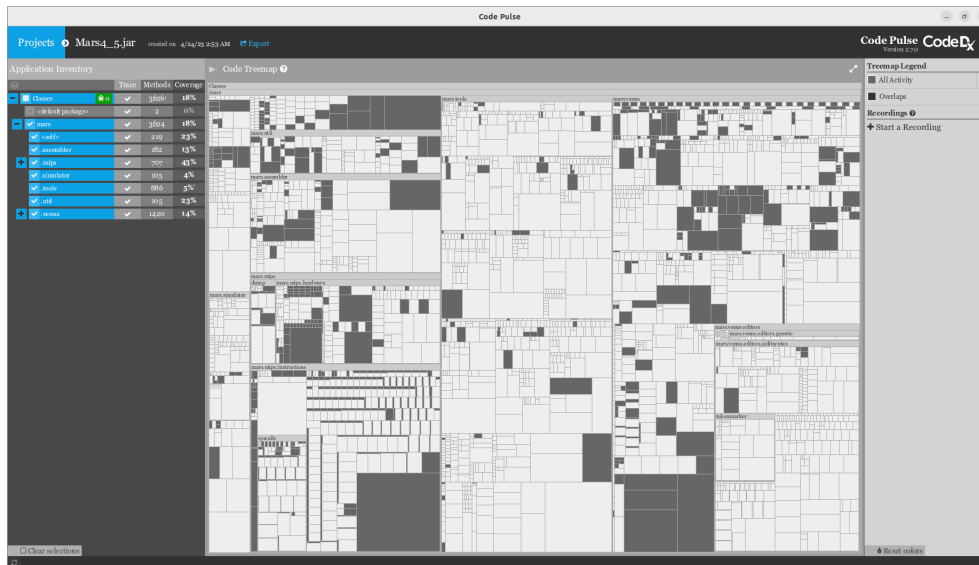 Code Pulse
Projects Mars4_5.jar created on 4/24/23 2:53 AM Export
Code Pulse
Version 2.7.0
Code Dx
Application Inventory
Trace Methods Coverage
Classes 0 3626 18%
<default package> 2 0%
mars 3624 18%
<self> 219 23%
.assembler 182 13%
.mips 707 43%
.simulator 105 4%
.tools 886 5%
.util 105 23%
.venus 1420 14%
Clear selections
Code Treemap
Classes
mars
mars.util
mars.assembler
mars.mips
dump mars.mips.hardware
mars.simulator
mars.mips.instructions
syscalls
mars.tools
mars.venus
mars.venus.editors
mars.venus.editors.generic
mars.venus.editors.jeditsyntax
tokenmarker
Treemap Legend
All Activity
Overlaps
Recordings
Start a Recording
Reset colors